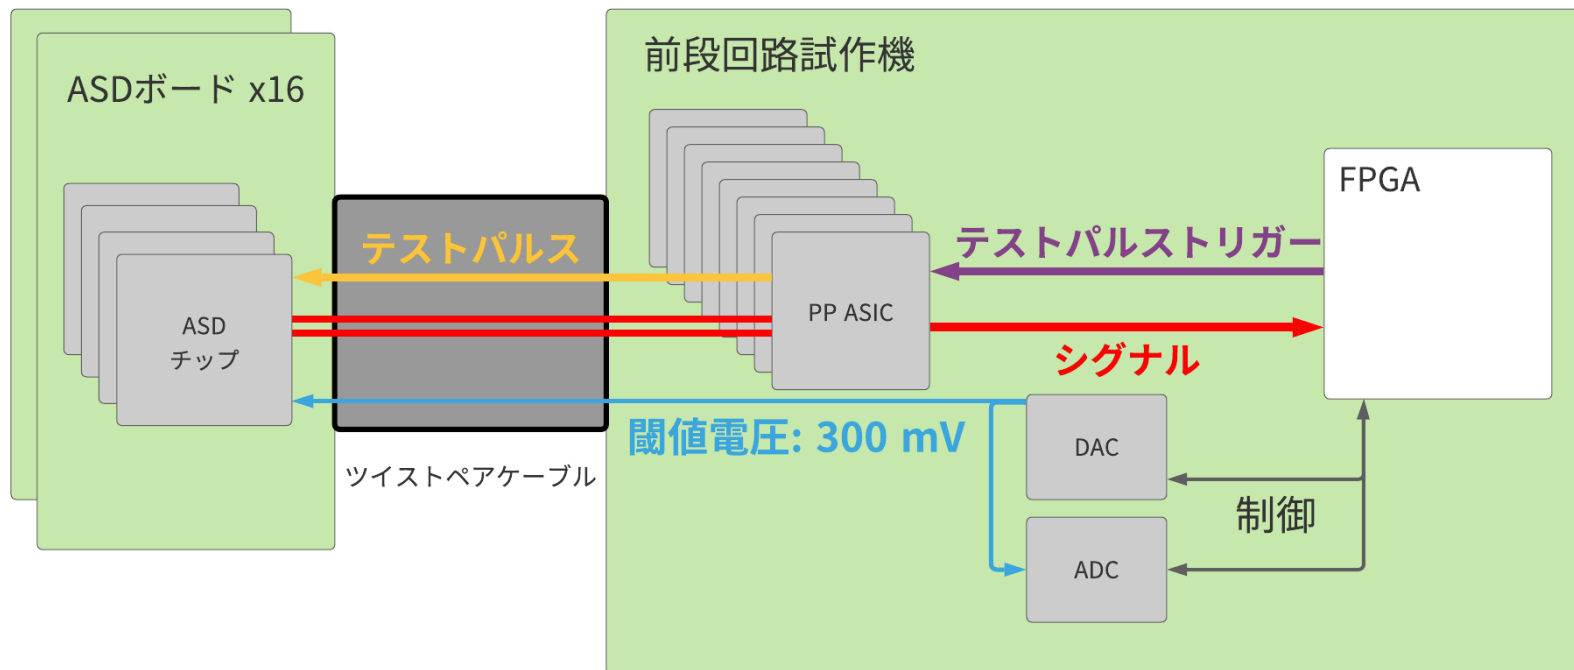 ASDボード x16
前段回路試作機
FPGA
テストパルス
テストパルストリガー
ASD
チップ
PP ASIC
シグナル
閾値電圧: 300 mV
DAC
ツイストペアケーブル
制御
ADC